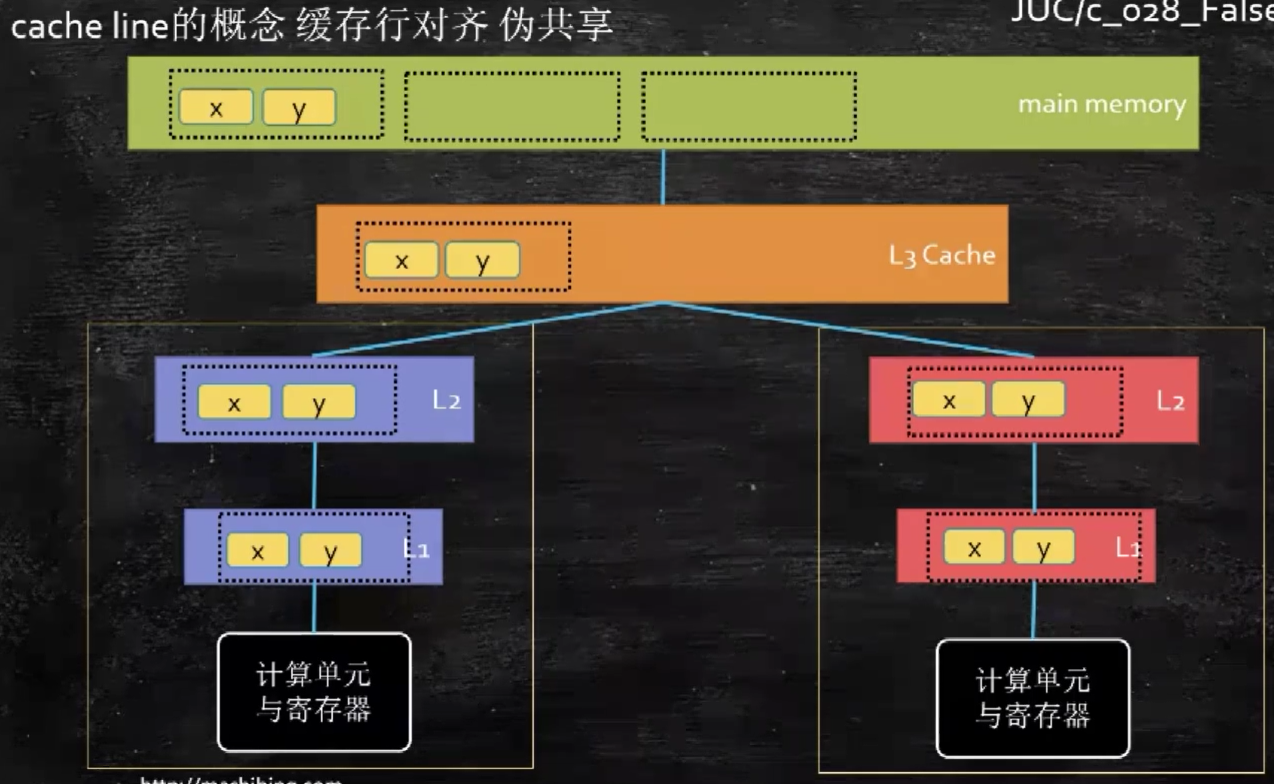 cache line的概念 缓存行对齐 伪共享
JUC/c_028_False
x y
main memory
x y
L3 Cache
x y
L2
x y
L2
x y
L1
x y
L1
计算单元
与寄存器
计算单元
与寄存器
http://mashibing.com